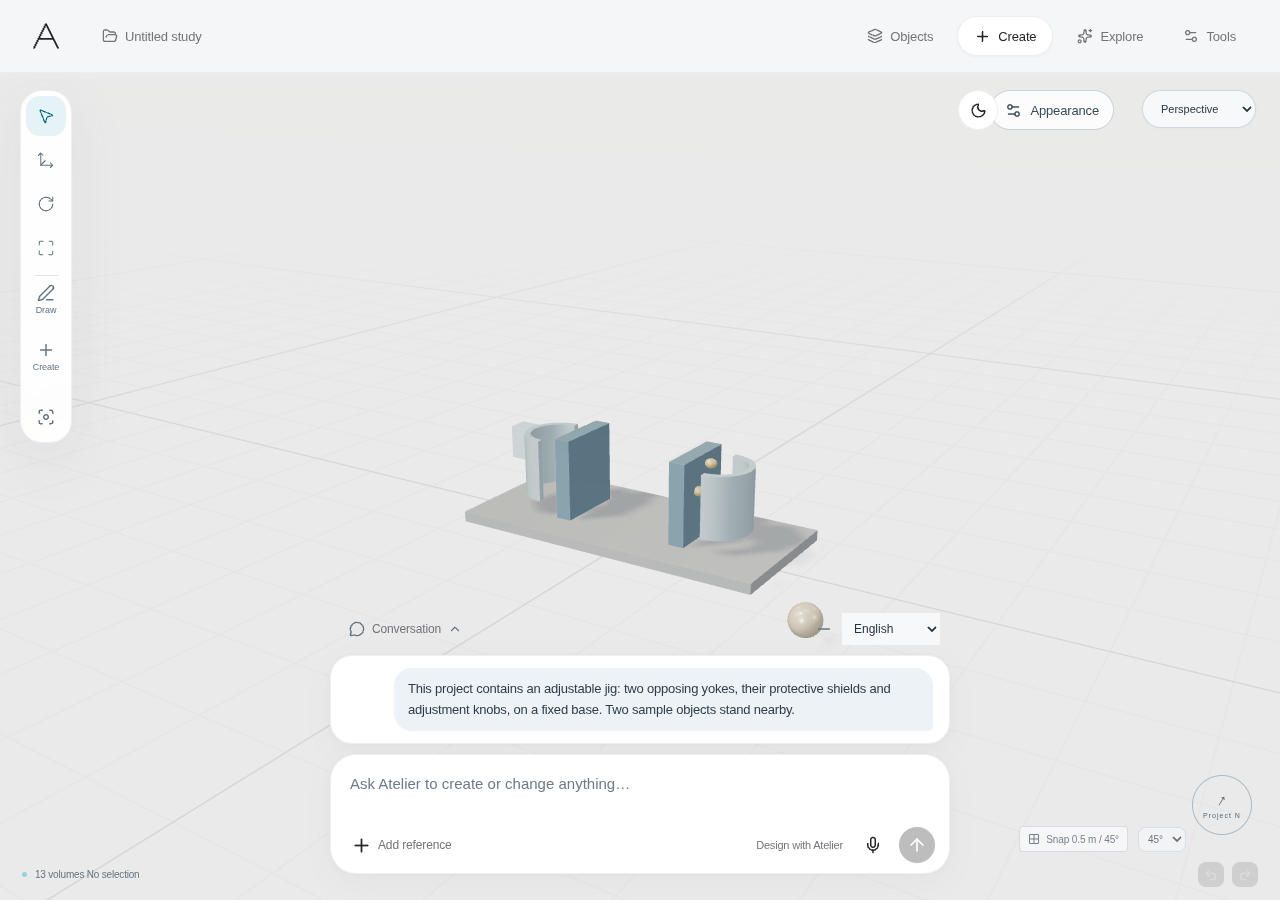 Untitled study
Objects
Create
Explore
Tools
Appearance
Perspective
Draw
Create
Conversation
English
This project contains an adjustable jig: two opposing yokes, their protective shields and
adjustment knobs, on a fixed base. Two sample objects stand nearby.
Ask Atelier to create or change anything…
Add reference
Design with Atelier
Project N
Snap 0.5 m / 45°
45°
13 volumes No selection